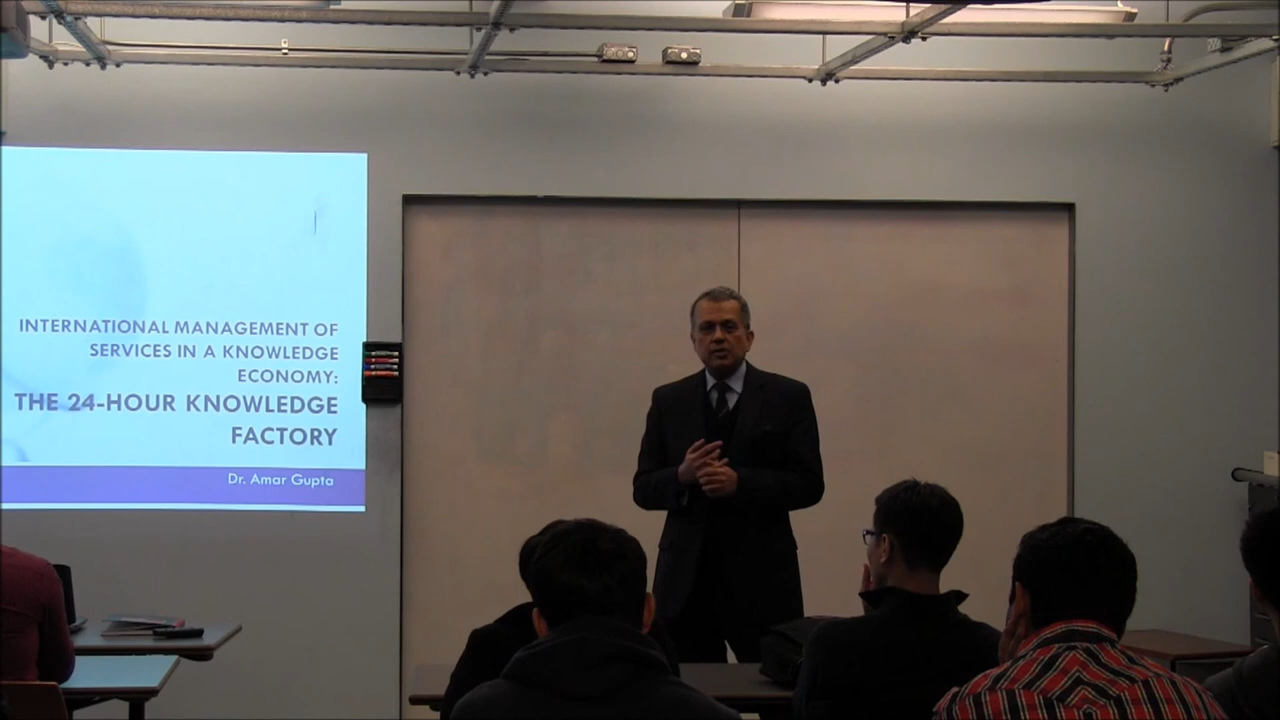 INTERNATIONAL MANAGEMENT OF
SERVICES IN A KNOWLEDGE
ECONOMY:
THE 24-HOUR KNOWLEDGE
FACTORY
Dr. Amar Gupta